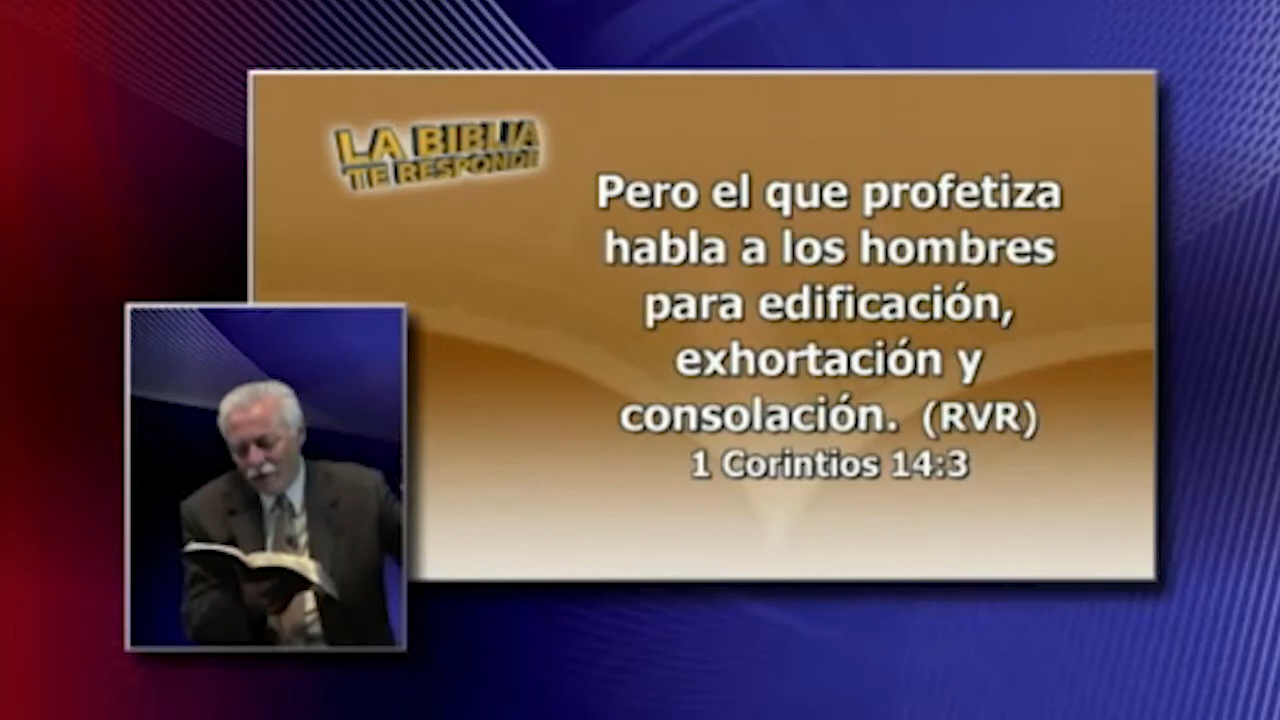 LA BIBLIA
TE RESPONDE
Pero el que profetiza
habla a los hombres
para edificación,
exhortación y
consolación. (RVR)
1 Corintios 14:3